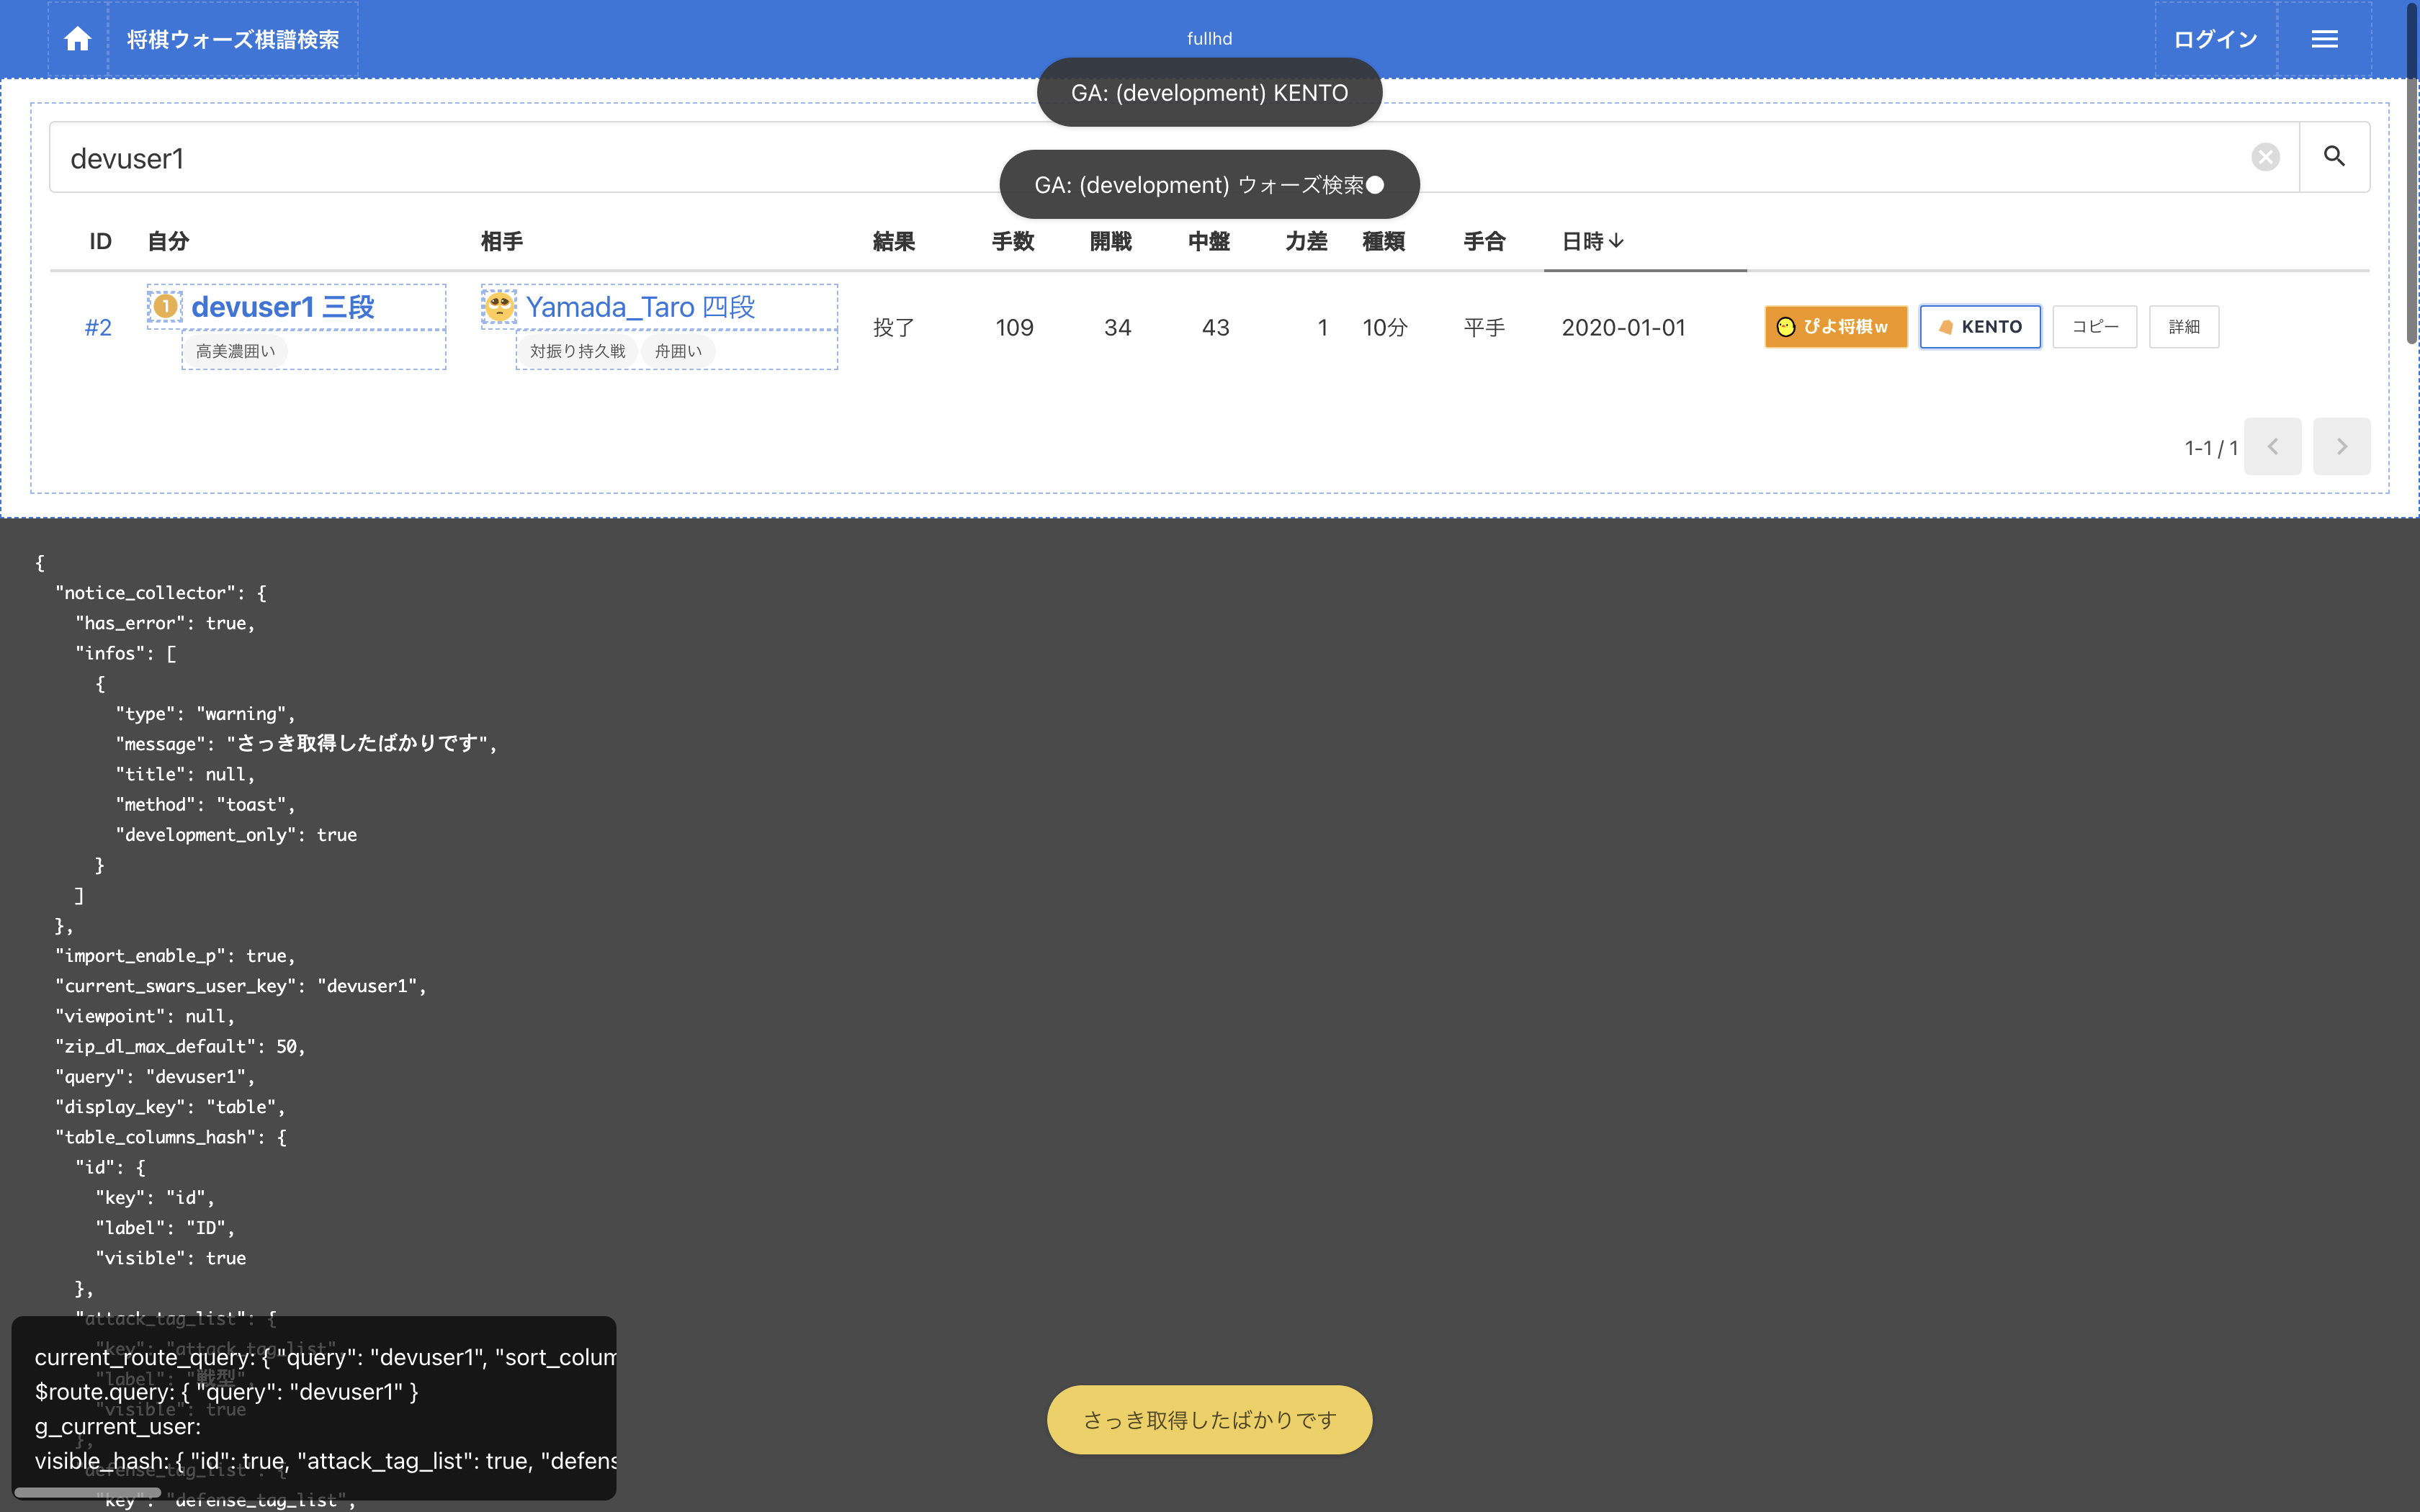 将棋ウォーズ棋譜検索
fullhd
ログイン
GA: (development) KENTO
devuser1
GA: (development) ウォーズ検索●
ID 自分 相手 結果 手数 開戦 中盤 力差 種類 手合 日時
#2 1 devuser1 三段 Yamada_Taro 四段 投了 109 34 43 1 10分 平手 2020-01-01 ぴよ将棋w KENTO コピー 詳細
高美濃囲い 対振り持久戦 舟囲い
1-1 / 1
{
"notice_collector": {
"has_error": true,
"infos": [
{
"type": "warning",
"message": "さっき取得したばかりです",
"title": null,
"method": "toast",
"development_only": true
}
]
},
"import_enable_p": true,
"current_swars_user_key": "devuser1",
"viewpoint": null,
"zip_dl_max_default": 50,
"query": "devuser1",
"display_key": "table",
"table_columns_hash": {
"id": {
"key": "id",
"label": "ID",
"visible": true
},
"attack_tag_list": {
"key": "attack_tag_list",
"label": "戦型",
"visible": true
},
"defense_tag_list": {
"key": "defense_tag_list",
current_route_query: { "query": "devuser1", "sort_colum
$route.query: { "query": "devuser1" }
g_current_user:
visible_hash: { "id": true, "attack_tag_list": true, "defens
さっき取得したばかりです